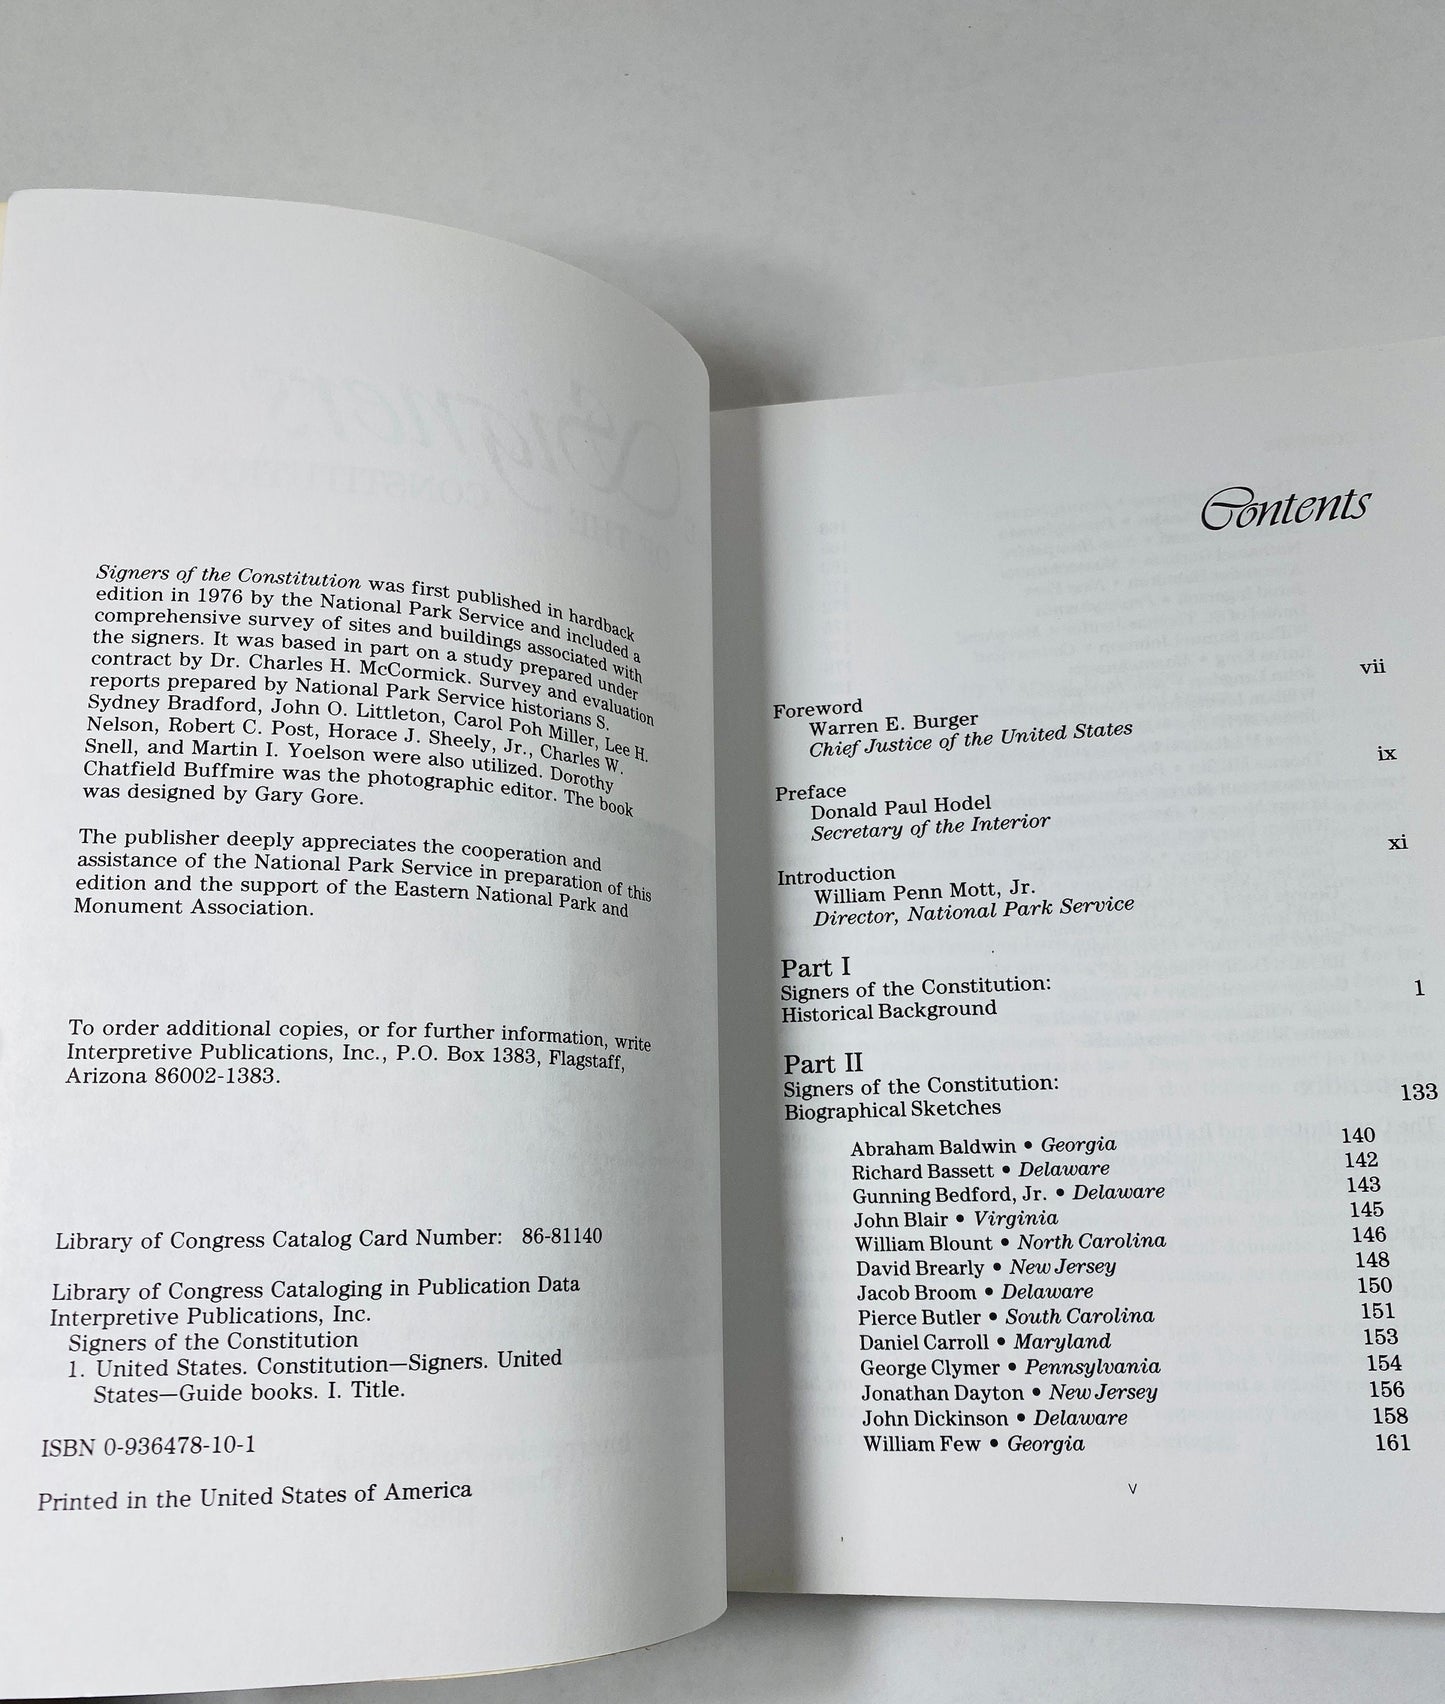 Signers of the Constitution was first published in hardback
edition in 1976 by the National Park Service and included a
comprehensive survey of sites and buildings associated with
the signers. It was based in part on a study prepared under
contract by Dr. Charles H. McCormick. Survey and evaluation
reports prepared by National Park Service historians S.
Sydney Bradford, John O. Littleton, Carol Poh Miller, Lee H.
Nelson, Robert C. Post, Horace J. Sheely, Jr., Charles W.
Snell, and Martin I. Yoelson were also utilized. Dorothy
Chatfield Buffmire was the photographic editor. The book
was designed by Gary Gore.
The publisher deeply appreciates the cooperation and
assistance of the National Park Service in preparation of this
edition and the support of the Eastern National Park and
Monument Association.
To order additional copies, or for further information, write
Interpretive Publications, Inc., P.O. Box 1383, Flagstaff,
Arizona 86002-1383.
Library of Congress Catalog Card Number: 86-81140
Library of Congress Cataloging in Publication Data
Interpretive Publications, Inc.
Signers of the Constitution
1. United States. Constitution—Signers. United
States—Guide books. I. Title.
ISBN 0-936478-10-1
Printed in the United States of America
Contents
Foreword vii
Warren E. Burger
Chief Justice of the United States
Preface ix
Donald Paul Hodel
Secretary of the Interior
Introduction xi
William Penn Mott, Jr.
Director, National Park Service
Part I
Signers of the Constitution:
Historical Background 1
Part II
Signers of the Constitution:
Biographical Sketches 133
Abraham Baldwin • Georgia 140
Richard Bassett • Delaware 142
Gunning Bedford, Jr. • Delaware 143
John Blair • Virginia 145
William Blount • North Carolina 146
David Brearly • New Jersey 148
Jacob Broom • Delaware 150
Pierce Butler • South Carolina 151
Daniel Carroll • Maryland 153
George Clymer • Pennsylvania 154
Jonathan Dayton • New Jersey 156
John Dickinson • Delaware 158
William Few • Georgia 161
v